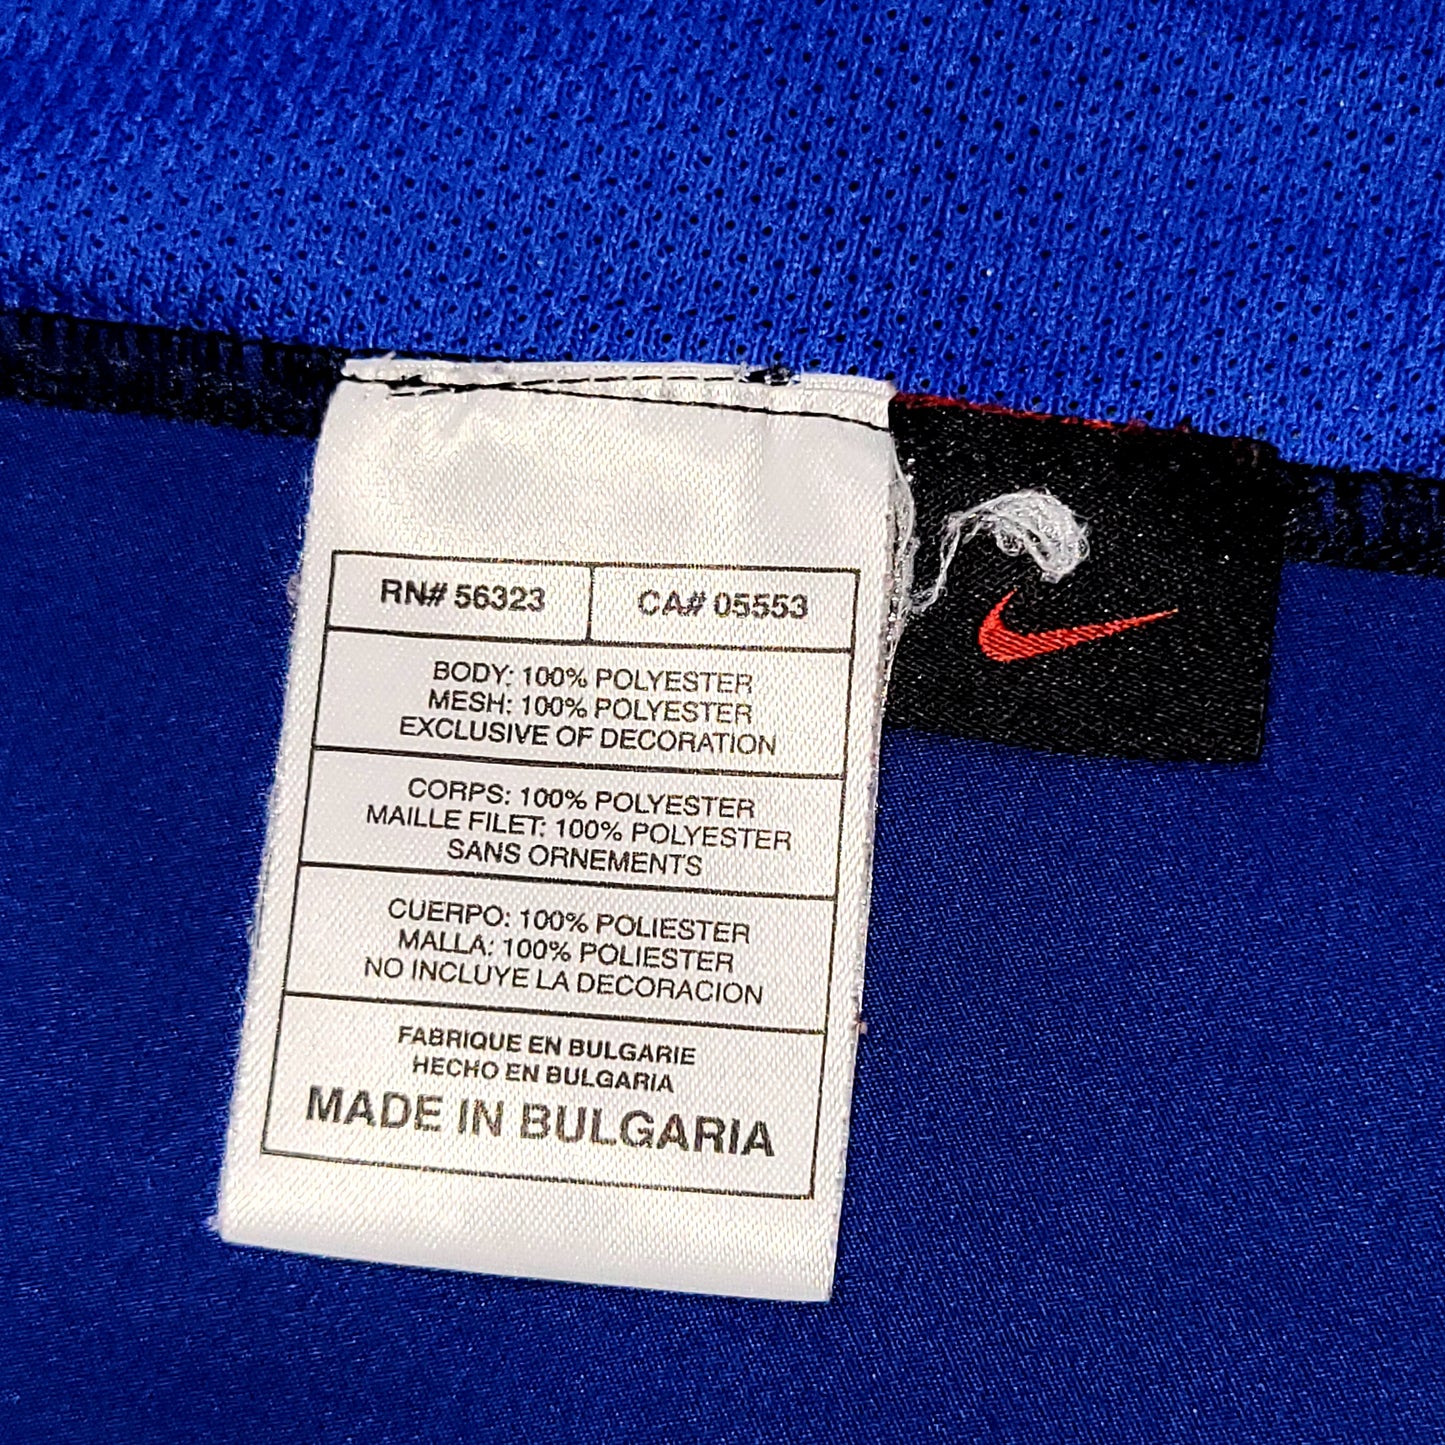 RN# 56323
CA# 05553
BODY: 100% POLYESTER
MESH: 100% POLYESTER
EXCLUSIVE OF DECORATION
CORPS: 100% POLYESTER
MAILLE FILET: 100% POLYESTER
SANS ORNEMENTS
CUERPO: 100% POLIESTER
MALLA: 100% POLIESTER
NO INCLUYE LA DECORACION
FABRIQUE EN BULGARIE
HECHO EN BULGARIA
MADE IN BULGARIA